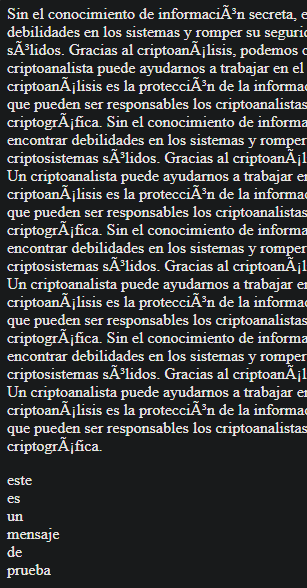 Sin el conocimiento de informaciÃ³n secreta, e
debilidades en los sistemas y romper su segurid
sÃ³lidos. Gracias al criptoanÃ¡lisis, podemos c
criptoanalista puede ayudarnos a trabajar en el
criptoanÃ¡lisis es la protecciÃ³n de la informac
que pueden ser responsables los criptoanalistas
criptogrÃ¡fica. Sin el conocimiento de informa
encontrar debilidades en los sistemas y romper
criptosistemas sÃ³lidos. Gracias al criptoanÃ¡l
Un criptoanalista puede ayudarnos a trabajar en
criptoanÃ¡lisis es la protecciÃ³n de la informac
que pueden ser responsables los criptoanalistas
criptogrÃ¡fica. Sin el conocimiento de informa
encontrar debilidades en los sistemas y romper
criptosistemas sÃ³lidos. Gracias al criptoanÃ¡l
Un criptoanalista puede ayudarnos a trabajar en
criptoanÃ¡lisis es la protecciÃ³n de la informac
que pueden ser responsables los criptoanalistas
criptogrÃ¡fica. Sin el conocimiento de informa
encontrar debilidades en los sistemas y romper
criptosistemas sÃ³lidos. Gracias al criptoanÃ¡l
Un criptoanalista puede ayudarnos a trabajar en
criptoanÃ¡lisis es la protecciÃ³n de la informac
que pueden ser responsables los criptoanalistas
criptogrÃ¡fica.
este
es
un
mensaje
de
prueba